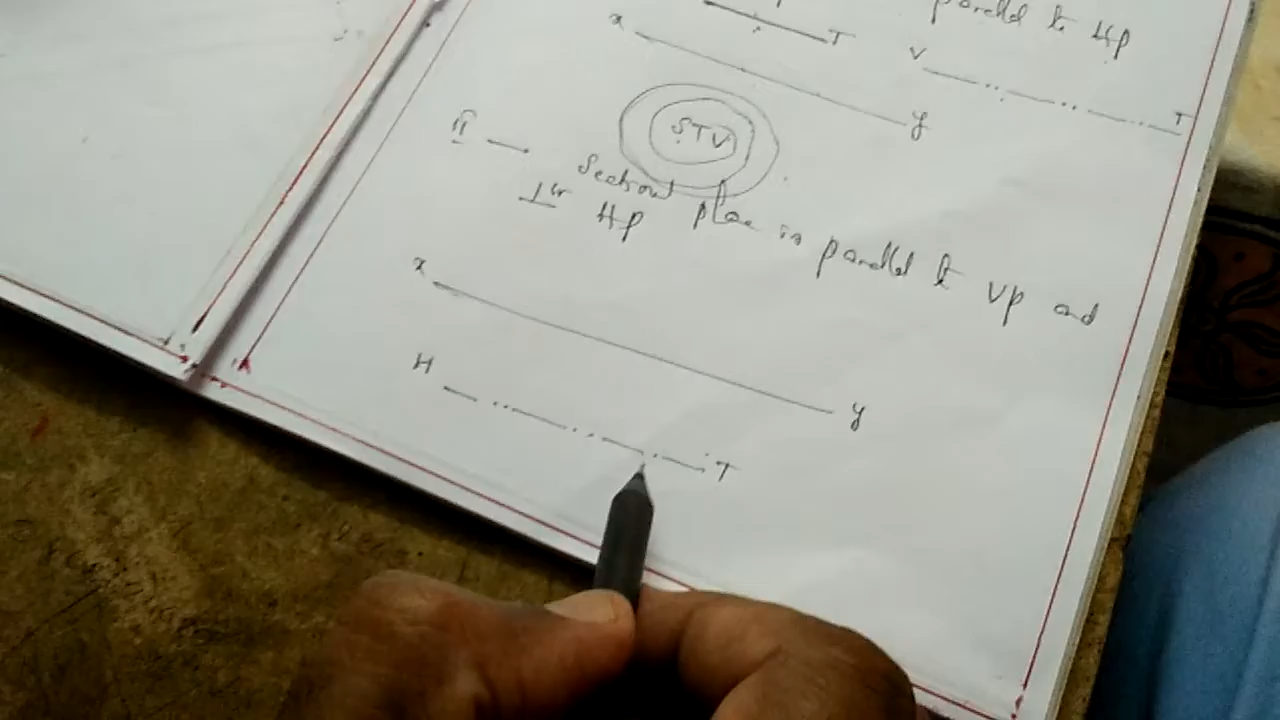 parallel to HP
T
x
V
y
T
STV
II → Section plane is parallel to VP and
⊥r HP
x
y
H
T